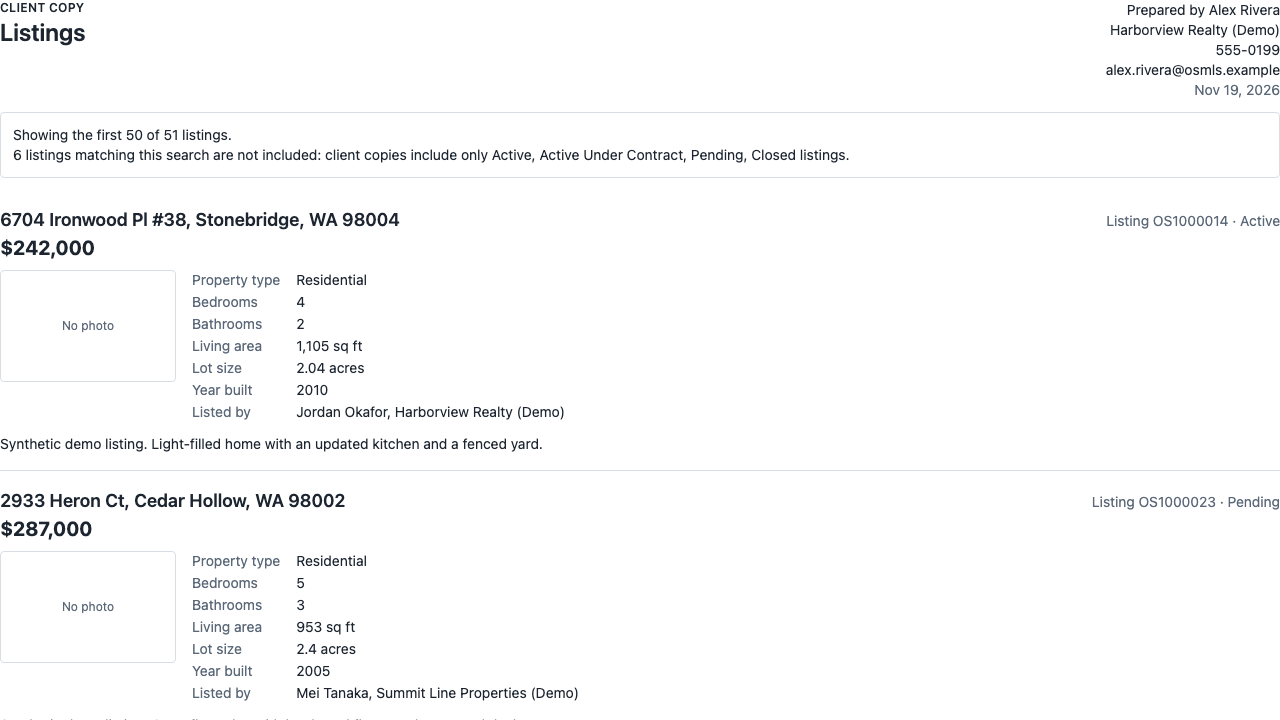 CLIENT COPY
Listings
Prepared by Alex Rivera
Harborview Realty (Demo)
555-0199
alex.rivera@osmls.example
Nov 19, 2026
Showing the first 50 of 51 listings.
6 listings matching this search are not included: client copies include only Active, Active Under Contract, Pending, Closed listings.
6704 Ironwood Pl #38, Stonebridge, WA 98004
Listing OS1000014 · Active
$242,000
No photo
Property type Residential
Bedrooms 4
Bathrooms 2
Living area 1,105 sq ft
Lot size 2.04 acres
Year built 2010
Listed by Jordan Okafor, Harborview Realty (Demo)
Synthetic demo listing. Light-filled home with an updated kitchen and a fenced yard.
2933 Heron Ct, Cedar Hollow, WA 98002
Listing OS1000023 · Pending
$287,000
No photo
Property type Residential
Bedrooms 5
Bathrooms 3
Living area 953 sq ft
Lot size 2.4 acres
Year built 2005
Listed by Mei Tanaka, Summit Line Properties (Demo)